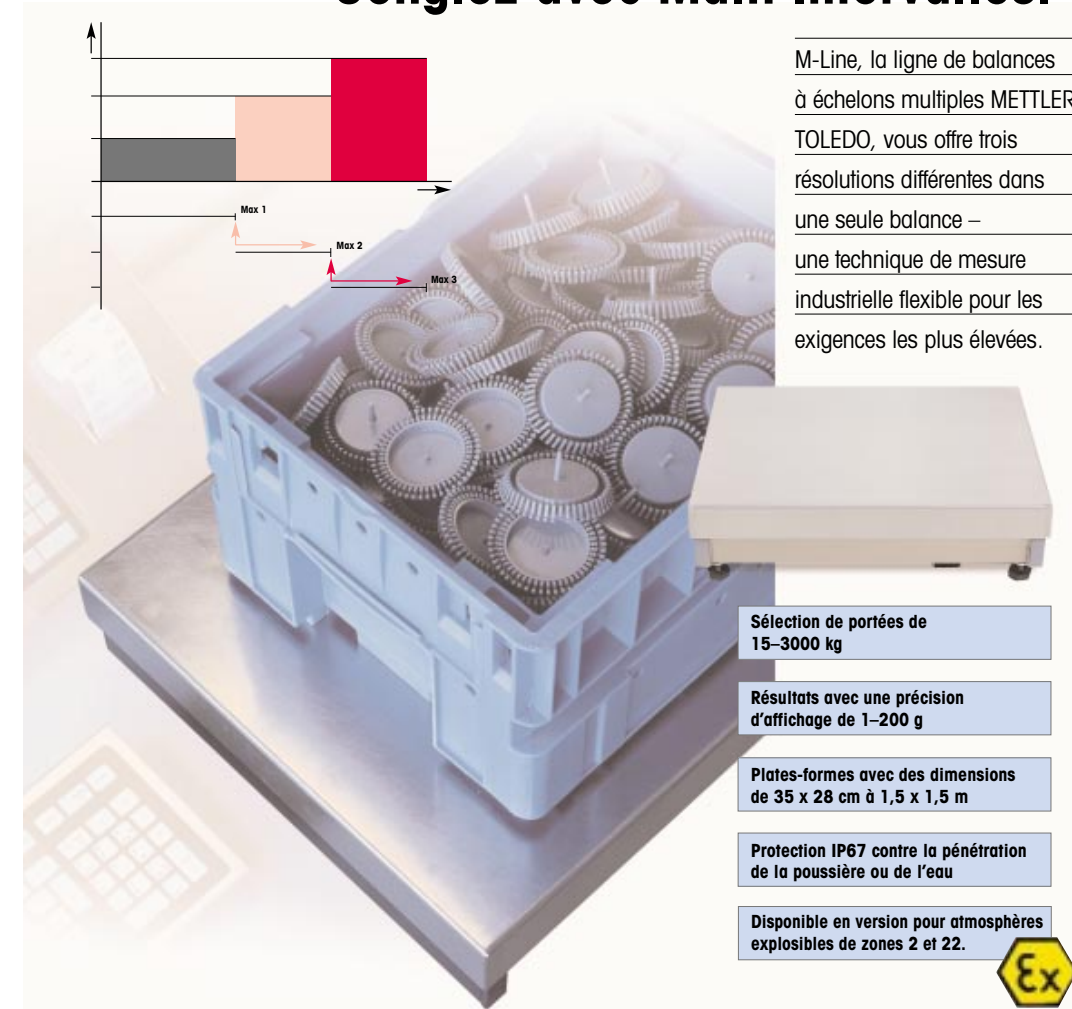 M-Line, la ligne de balances
à échelons multiples METTLER
TOLEDO, vous offre trois
résolutions différentes dans
une seule balance –
une technique de mesure
industrielle flexible pour les
exigences les plus élevées.
Max 1
Max 2
Max 3
Sélection de portées de
15–3000 kg
Résultats avec une précision
d’affichage de 1–200 g
Plates-formes avec des dimensions
de 35 x 28 cm à 1,5 x 1,5 m
Protection IP67 contre la pénétration
de la poussière ou de l’eau
Disponible en version pour atmosphères
explosibles de zones 2 et 22.
Ex